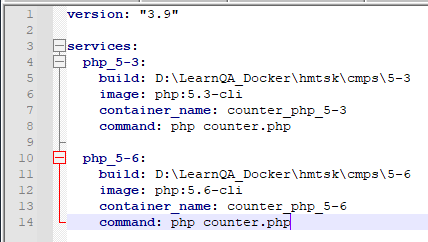 1 version: "3.9"
2
3 services:
4 php_5-3:
5 build: D:\LearnQA_Docker\hmtsk\cmps\5-3
6 image: php:5.3-cli
7 container_name: counter_php_5-3
8 command: php counter.php
9
10 php_5-6:
11 build: D:\LearnQA_Docker\hmtsk\cmps\5-6
12 image: php:5.6-cli
13 container_name: counter_php_5-6
14 command: php counter.php